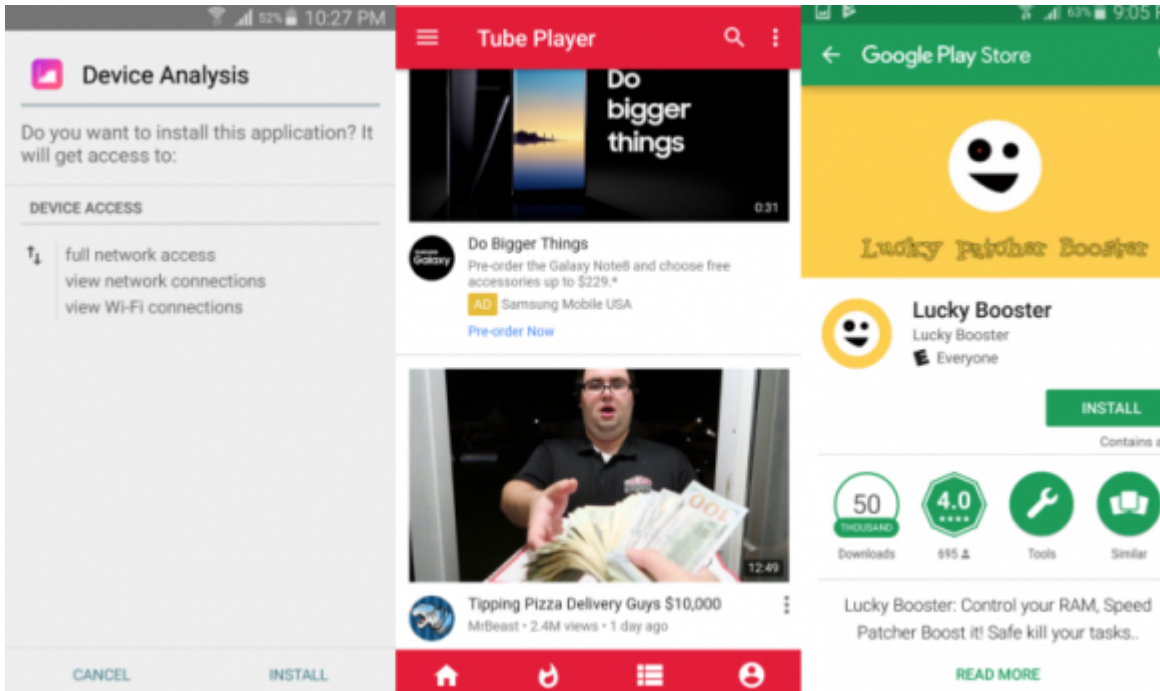 52% 10:27 PM
Device Analysis
Do you want to install this application? It
will get access to:
DEVICE ACCESS
full network access
view network connections
view Wi-Fi connections
CANCEL
INSTALL
Tube Player
Do
bigger
things
0:31
SAMSUNG
Galaxy
Do Bigger Things
Pre-order the Galaxy Note8 and choose free
accessories up to $229.*
AD Samsung Mobile USA
Pre-order Now
100
12:49
Tipping Pizza Delivery Guys $10,000
MrBeast • 2.4M views • 1 day ago
63% 9:05
Google Play Store
Lucky Patcher Booster
Lucky Booster
Lucky Booster
E Everyone
INSTALL
Contains
50
THOUSAND
Downloads
4.0
695
Tools
Similar
Lucky Booster: Control your RAM, Speed
Patcher Boost it! Safe kill your tasks..
READ MORE